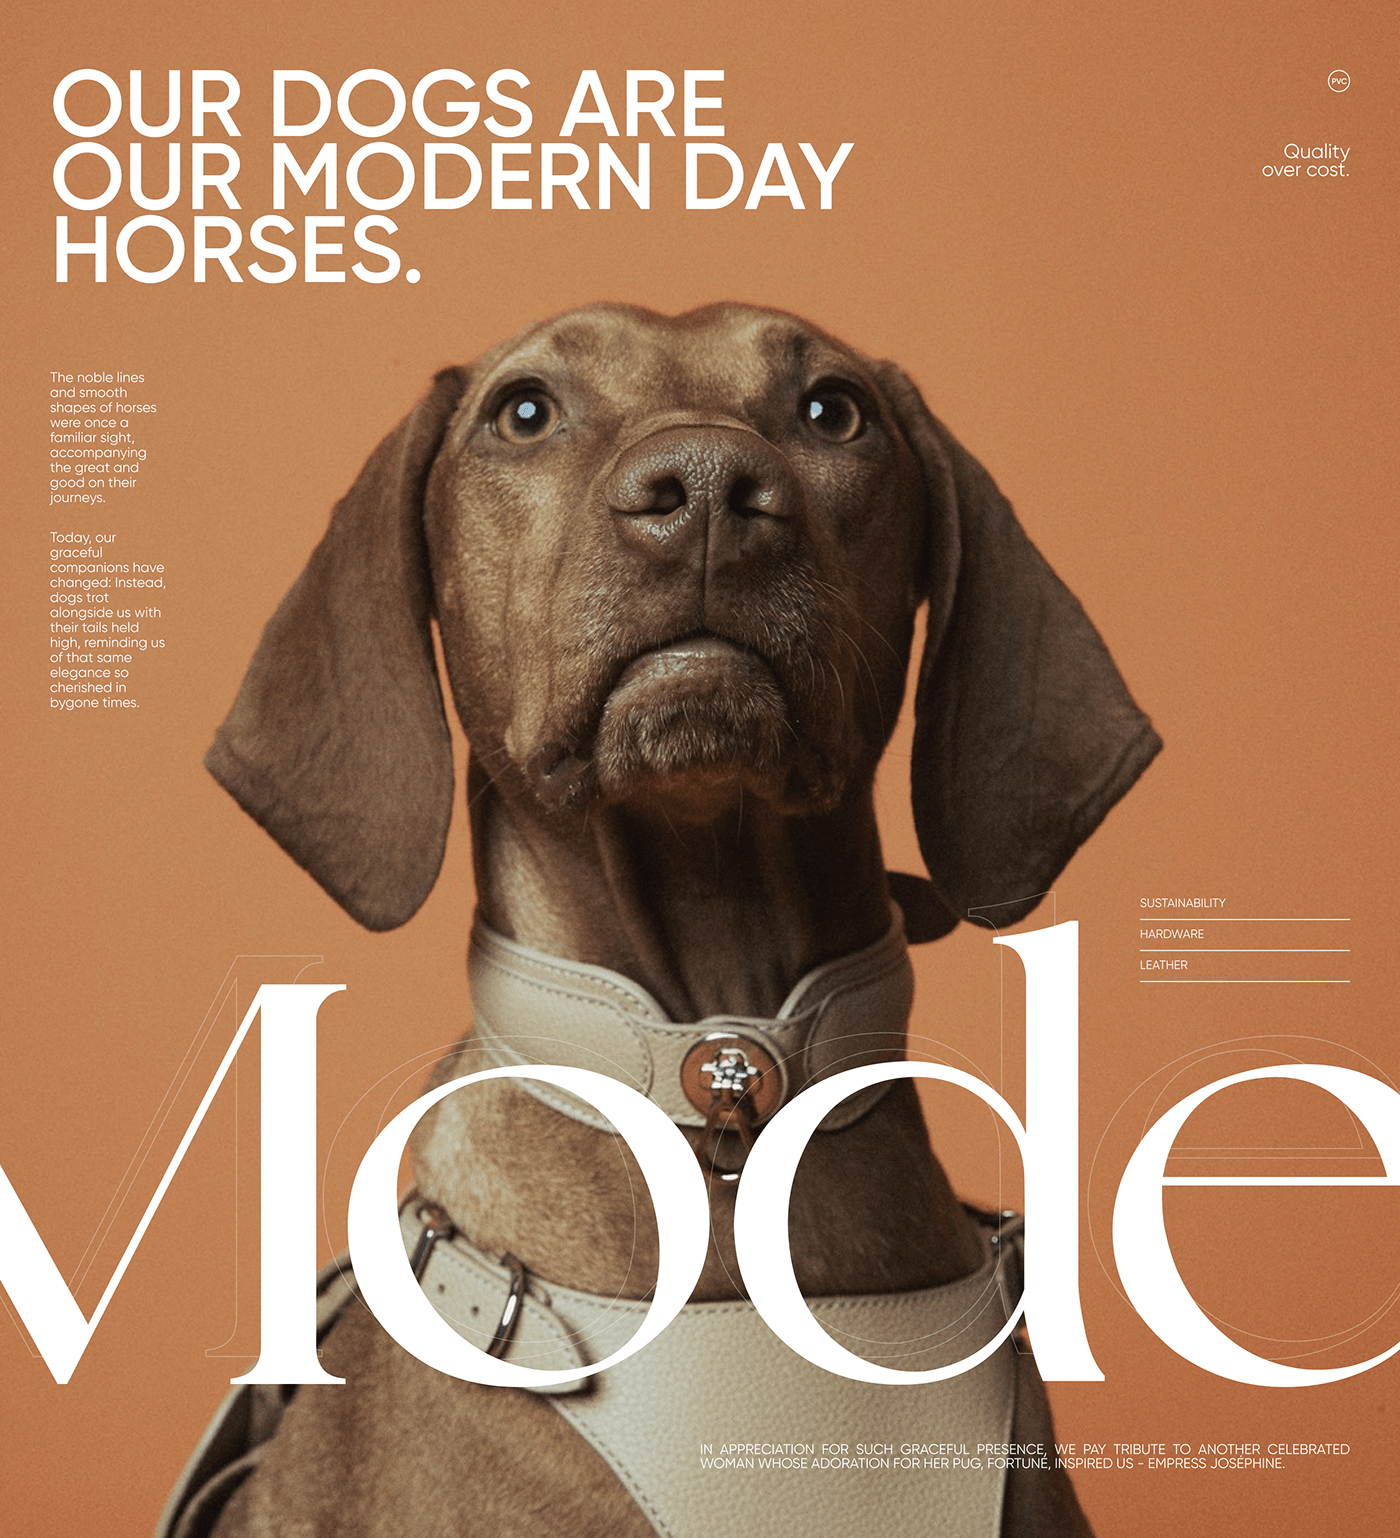 OUR DOGS ARE
OUR MODERN DAY
HORSES.
PVC
Quality
over cost.
The noble lines
and smooth
shapes of horses
were once a
familiar sight,
accompanying
the great and
good on their
journeys.
Today, our
graceful
companions have
changed: Instead,
dogs trot
alongside us with
their tails held
high, reminding us
of that same
elegance so
cherished in
bygone times.
SUSTAINABILITY
HARDWARE
LEATHER
Mode
IN APPRECIATION FOR SUCH GRACEFUL PRESENCE, WE PAY TRIBUTE TO ANOTHER CELEBRATED
WOMAN WHOSE ADORATION FOR HER PUG, FORTUNÉ, INSPIRED US - EMPRESS JOSÉPHINE.